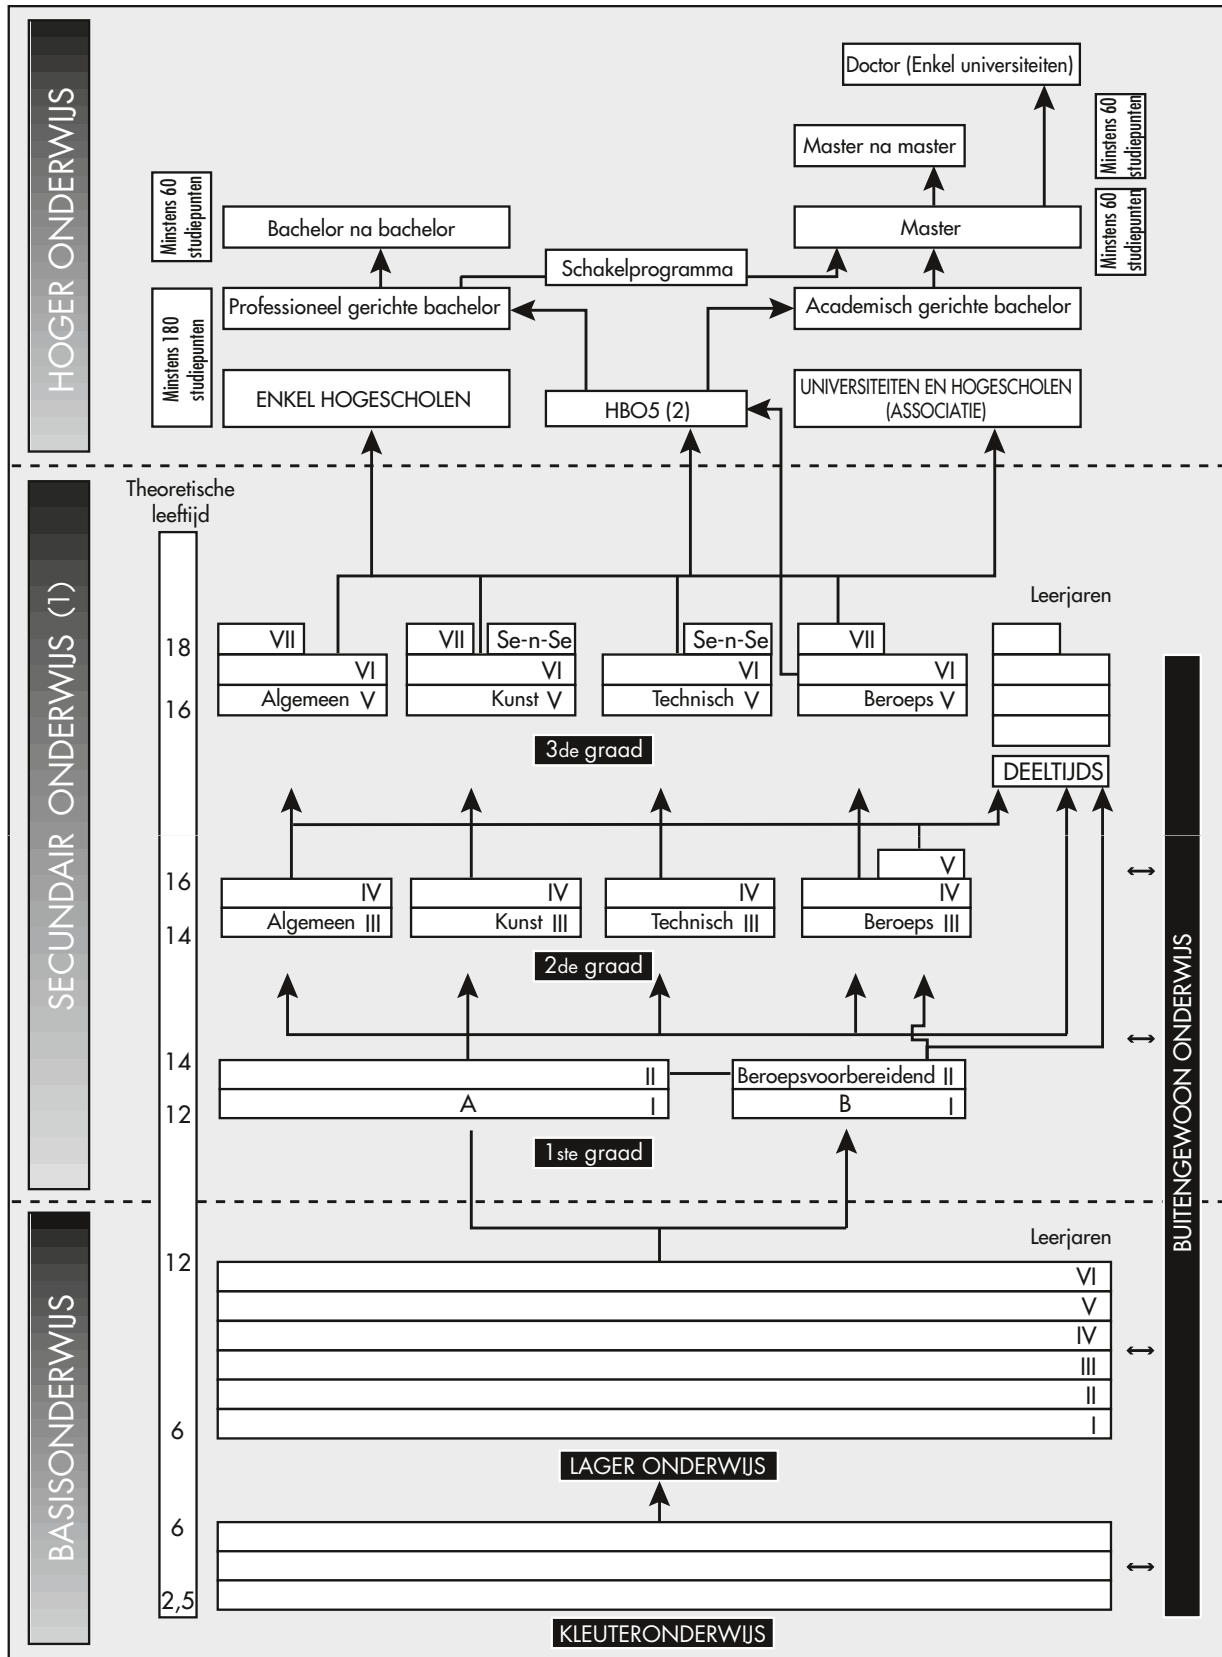 HOGER ONDERWIJS
Doctor (Enkel universiteiten)
Minstens 60
studiepunten
Master na master
Minstens 60
studiepunten
Bachelor na bachelor
Master
Minstens 60
studiepunten
Schakelprogramma
Minstens 180
studiepunten
Professioneel gerichte bachelor
Academisch gerichte bachelor
ENKEL HOGESCHOLEN
HBO5 (2)
UNIVERSITEITEN EN HOGESCHOLEN
(ASSOCIATIE)
SECUNDAIR ONDERWIJS (1)
Theoretische
leeftijd
Leerjaren
18
VII
VII
Se-n-Se
Se-n-Se
VII
VI
VI
VI
VI
16
Algemeen V
Kunst V
Technisch V
Beroeps V
3de graad
DEELTIJDS
V
16
IV
IV
IV
IV
14
Algemeen III
Kunst III
Technisch III
Beroeps III
2de graad
14
II
Beroepsvoorbereidend II
12
A I
B I
1ste graad
BUITENGEWOON ONDERWIJS
BASISONDERWIJS
Leerjaren
12
VI
V
IV
III
II
6
I
LAGER ONDERWIJS
6
2,5
KLEUTERONDERWIJS